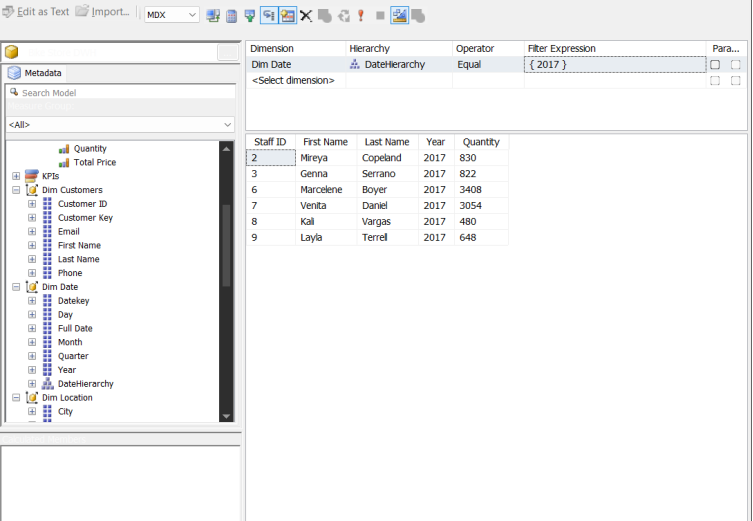 Edit as Text Import... MDX
Metadata
Search Model
<All>
Quantity
Total Price
KPIs
Dim Customers
Customer ID
Customer Key
Email
First Name
Last Name
Phone
Dim Date
Datekey
Day
Full Date
Month
Quarter
Year
DateHierarchy
Dim Location
City
Dimension Hierarchy Operator Filter Expression Para...
Dim Date DateHierarchy Equal { 2017 }
<Select dimension>
Staff ID First Name Last Name Year Quantity
2 Mireya Copeland 2017 830
3 Genna Serrano 2017 822
6 Marcelene Boyer 2017 3408
7 Venita Daniel 2017 3054
8 Kali Vargas 2017 480
9 Layla Terrell 2017 648